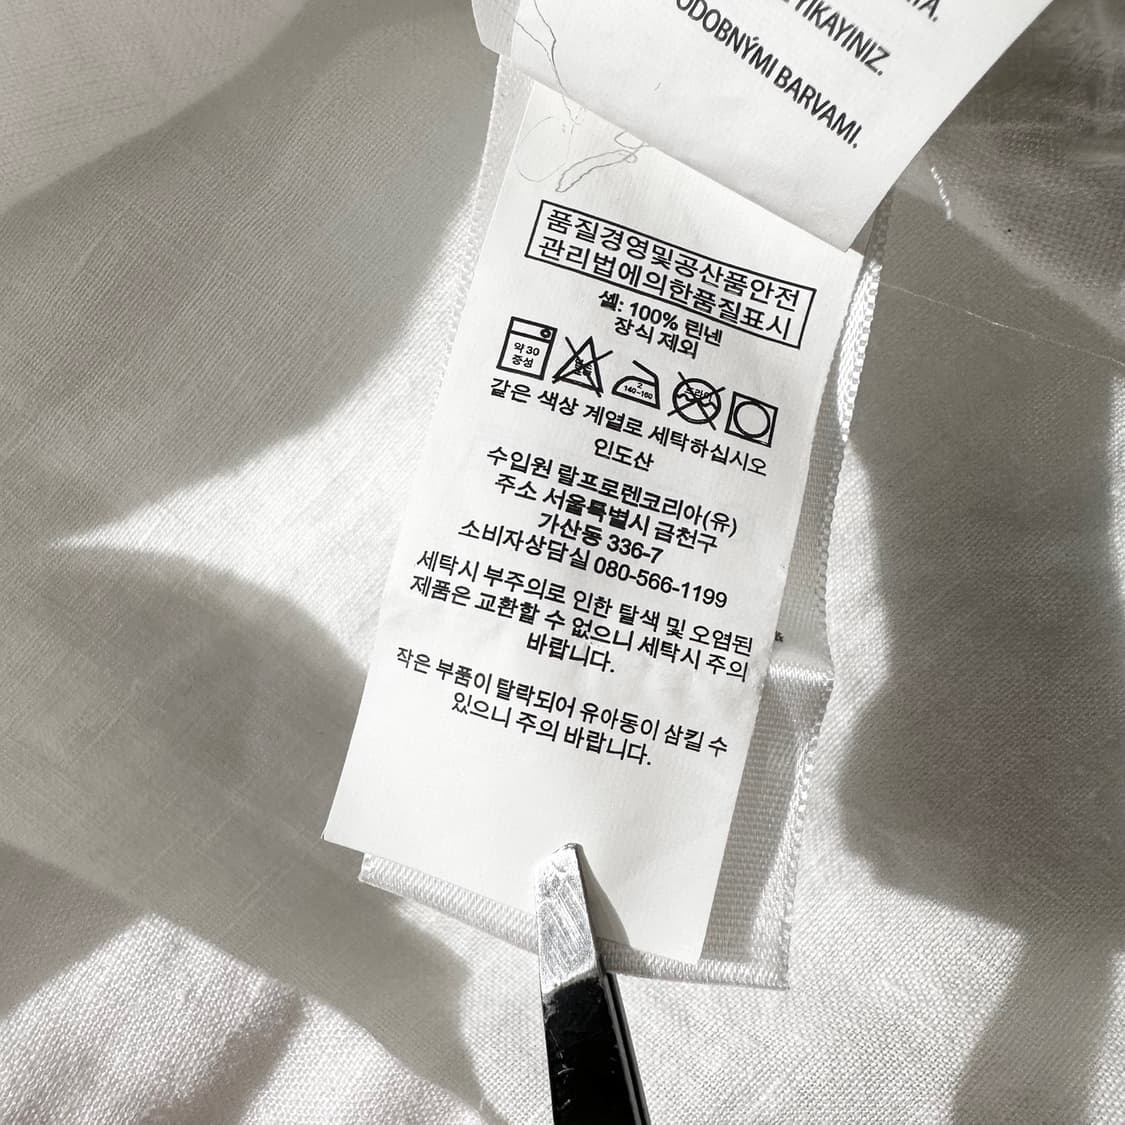 YIKAYINIZ.
ODOBNÝMI BARVAMI.
품질경영및공산품안전
관리법에의한품질표시
셀: 100% 린넨
장식 제외
약 30
중성
2
140~160
드라이
같은 색상 계열로 세탁하십시오
인도산
수입원 랄프로렌코리아(유)
주소 서울특별시 금천구
가산동 336-7
소비자상담실 080-566-1199
세탁시 부주의로 인한 탈색 및 오염된
제품은 교환할 수 없으니 세탁시 주의
바랍니다.
작은 부품이 탈락되어 유아동이 삼킬 수
있으니 주의 바랍니다.